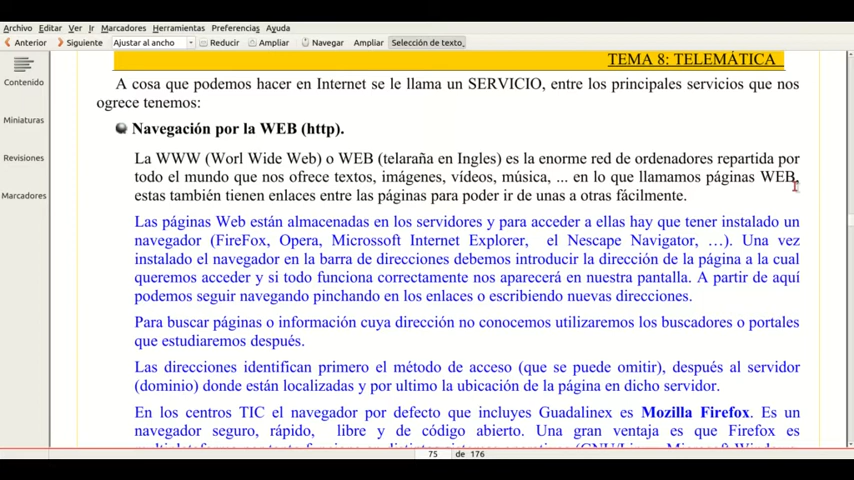 Archivo Editar Ver Ir Marcadores Herramientas Preferencias Ayuda
Anterior Siguiente Ajustar al ancho Reducir Ampliar Navegar Ampliar Selección de texto
Contenido
Miniaturas
Revisiones
Marcadores
TEMA 8: TELEMÁTICA
A cosa que podemos hacer en Internet se le llama un SERVICIO, entre los principales servicios que nos
ogrece tenemos:
Navegación por la WEB (http).
La WWW (Worl Wide Web) o WEB (telaraña en Ingles) es la enorme red de ordenadores repartida por
todo el mundo que nos ofrece textos, imágenes, vídeos, música, ... en lo que llamamos páginas WEB,
estas también tienen enlaces entre las páginas para poder ir de unas a otras fácilmente.
Las páginas Web están almacenadas en los servidores y para acceder a ellas hay que tener instalado un
navegador (FireFox, Opera, Microssoft Internet Explorer, el Nescape Navigator, …). Una vez
instalado el navegador en la barra de direcciones debemos introducir la dirección de la página a la cual
queremos acceder y si todo funciona correctamente nos aparecerá en nuestra pantalla. A partir de aquí
podemos seguir navegando pinchando en los enlaces o escribiendo nuevas direcciones.
Para buscar páginas o información cuya dirección no conocemos utilizaremos los buscadores o portales
que estudiaremos después.
Las direcciones identifican primero el método de acceso (que se puede omitir), después al servidor
(dominio) donde están localizadas y por ultimo la ubicación de la página en dicho servidor.
En los centros TIC el navegador por defecto que incluyes Guadalinex es Mozilla Firefox. Es un
navegador seguro, rápido, libre y de código abierto. Una gran ventaja es que Firefox es
75 de 176